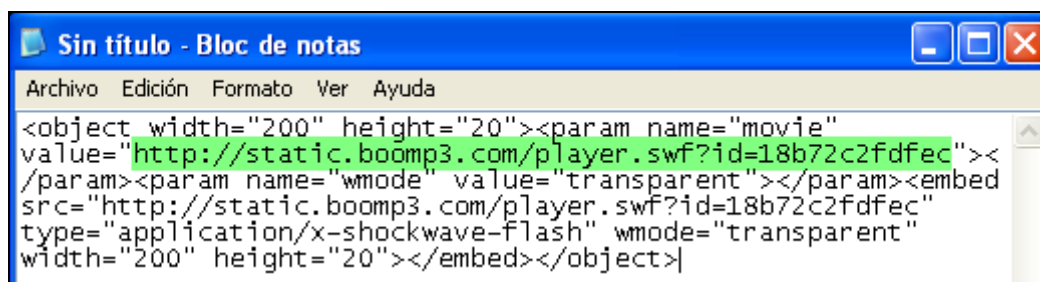 Sin título - Bloc de notas
Archivo Edición Formato Ver Ayuda
<object width="200" height="20"><param name="movie"
value="http://static.boomp3.com/player.swf?id=18b72c2fdfec"><
/param><param name="wmode" value="transparent"></param><embed
src="http://static.boomp3.com/player.swf?id=18b72c2fdfec"
type="application/x-shockwave-flash" wmode="transparent"
width="200" height="20"></embed></object>